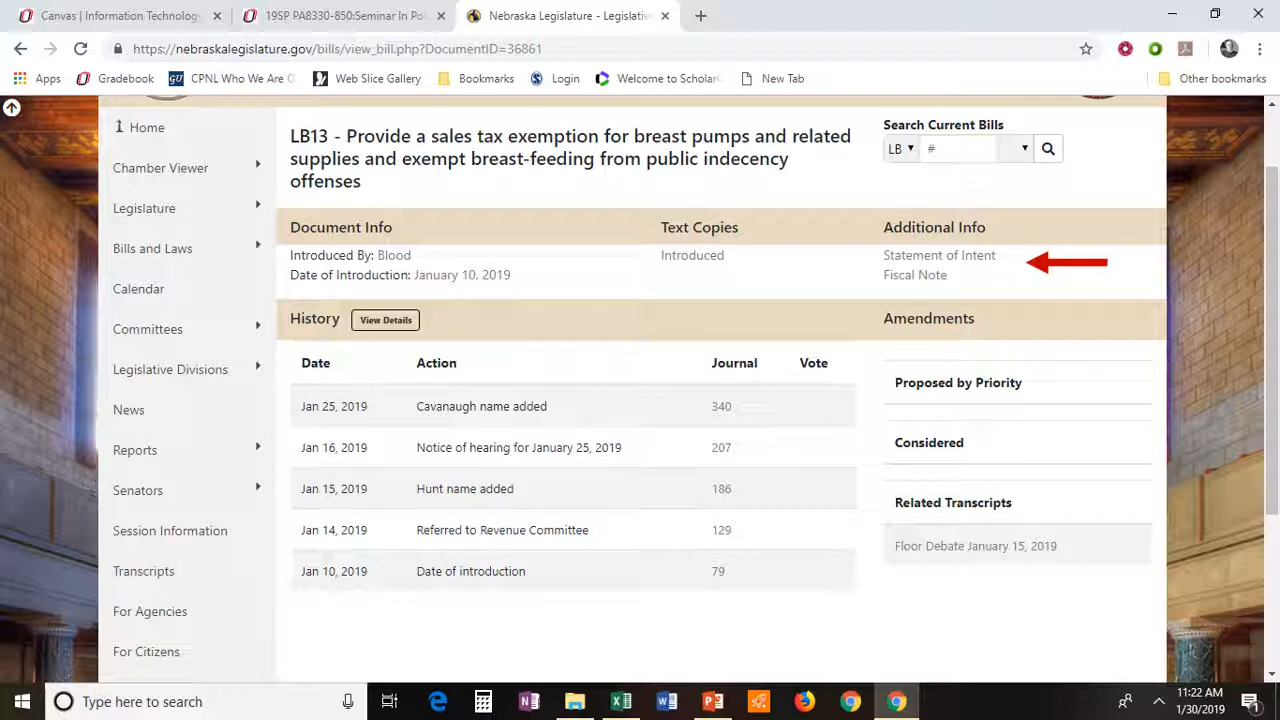 Canvas | Information Technology
19SP PA8330-850:Seminar In Pol
Nebraska Legislature - Legislativ
https://nebraskalegislature.gov/bills/view_bill.php?DocumentID=36861
Apps
Gradebook
CPNL Who We Are
Web Slice Gallery
Bookmarks
Login
Welcome to Scholar
New Tab
Other bookmarks
Home
Chamber Viewer
Legislature
Bills and Laws
Calendar
Committees
Legislative Divisions
News
Reports
Senators
Session Information
Transcripts
For Agencies
For Citizens
LB13 - Provide a sales tax exemption for breast pumps and related
supplies and exempt breast-feeding from public indecency
offenses
Search Current Bills
LB #
Document Info
Introduced By: Blood
Date of Introduction: January 10, 2019
Text Copies
Introduced
Additional Info
Statement of Intent
Fiscal Note
History View Details
Date Action Journal Vote
Jan 25, 2019 Cavanaugh name added 340
Jan 16, 2019 Notice of hearing for January 25, 2019 207
Jan 15, 2019 Hunt name added 186
Jan 14, 2019 Referred to Revenue Committee 129
Jan 10, 2019 Date of introduction 79
Amendments
Proposed by Priority
Considered
Related Transcripts
Floor Debate January 15, 2019
Type here to search
11:22 AM
1/30/2019